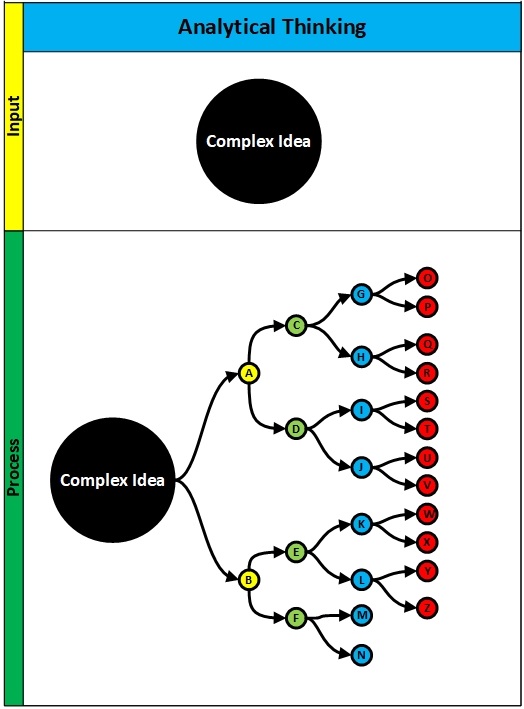 Analytical Thinking
Input
Complex Idea
Process
Complex Idea
A
B
C
D
E
F
G
H
I
J
K
L
M
N
O
P
Q
R
S
T
U
V
W
X
Y
Z